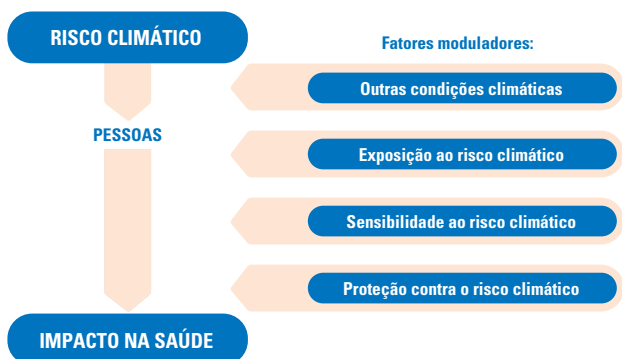 RISCO CLIMÁTICO
Fatores moduladores:
Outras condições climáticas
PESSOAS
Exposição ao risco climático
Sensibilidade ao risco climático
Proteção contra o risco climático
IMPACTO NA SAÚDE